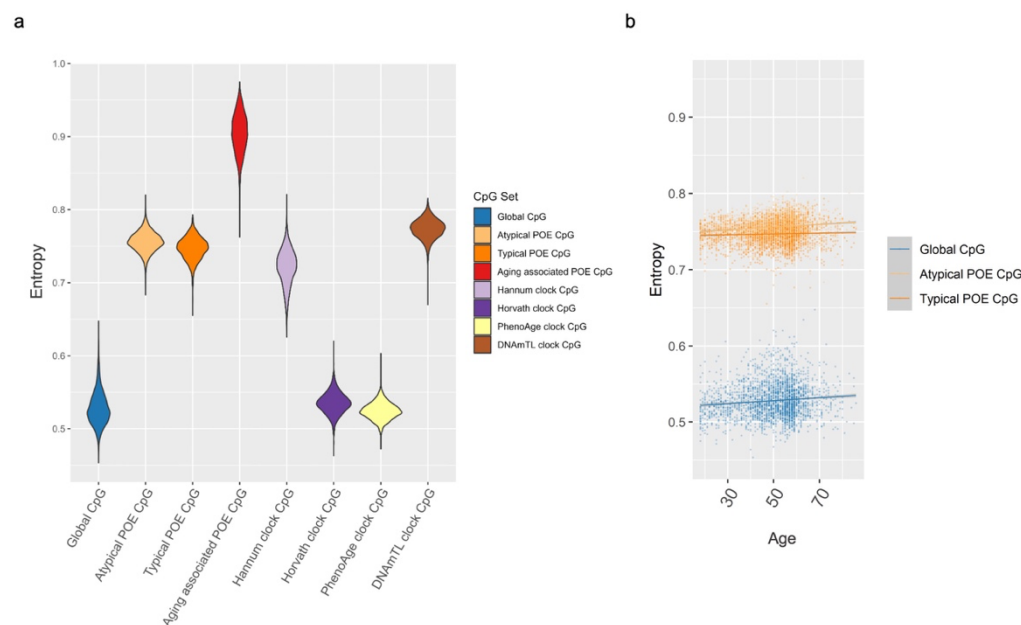 a
1.0
0.9
0.8
0.7
0.6
0.5
Entropy
Global CpG
Atypical POE CpG
Typical POE CpG
Aging associated POE CpG
Hannum clock CpG
Horvath clock CpG
PhenoAge clock CpG
DNAmTL clock CpG
CpG Set
Global CpG
Atypical POE CpG
Typical POE CpG
Aging associated POE CpG
Hannum clock CpG
Horvath clock CpG
PhenoAge clock CpG
DNAmTL clock CpG
b
0.9
0.8
0.7
0.6
0.5
Entropy
30
50
70
Age
Global CpG
Atypical POE CpG
Typical POE CpG